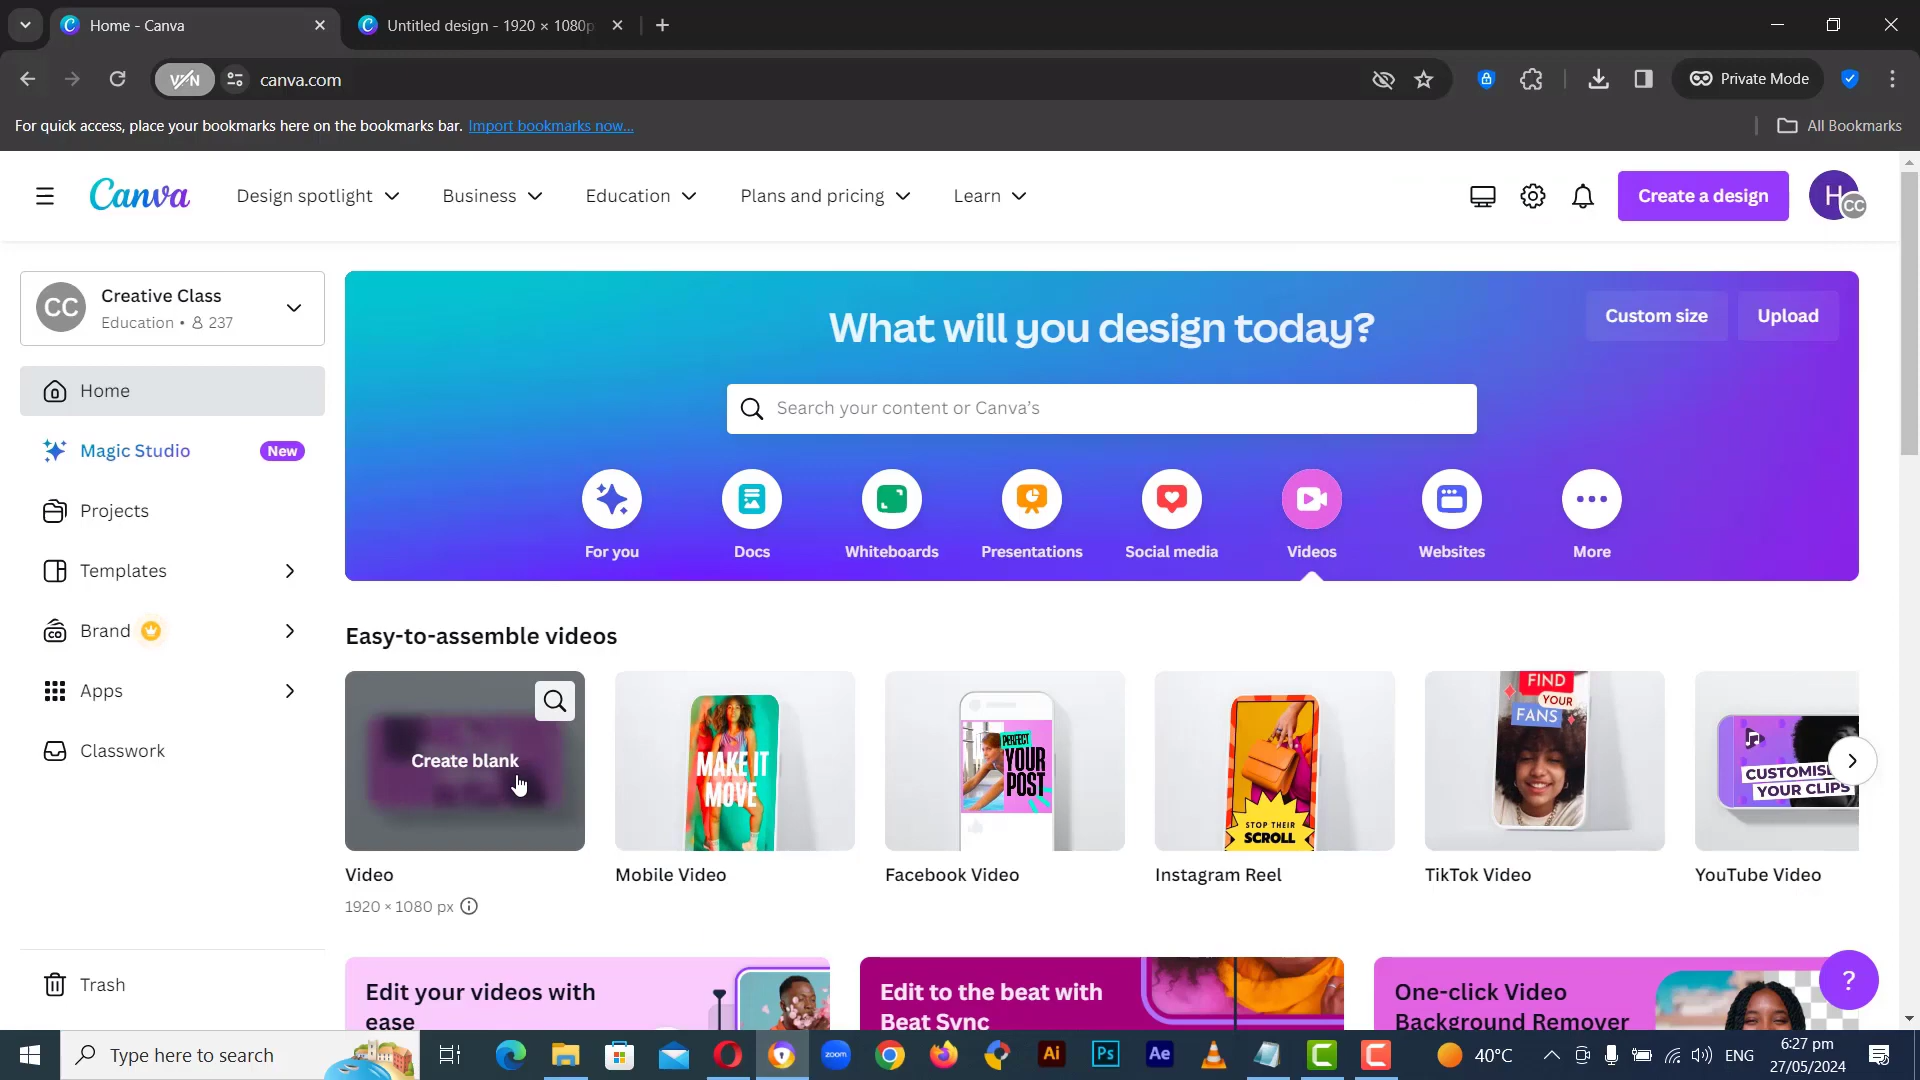 Home - Canva
Untitled design - 1920 × 1080p
VPN
canva.com
Private Mode
For quick access, place your bookmarks here on the bookmarks bar. Import bookmarks now...
All Bookmarks
Canva
Design spotlight
Business
Education
Plans and pricing
Learn
Create a design
H
CC
CC
Creative Class
Education • 237
What will you design today?
Custom size
Upload
Search your content or Canva's
Home
Magic Studio
New
Projects
Templates
Brand
Apps
Classwork
Trash
For you
Docs
Whiteboards
Presentations
Social media
Videos
Websites
More
Easy-to-assemble videos
Create blank
MAKE IT
MOVE
PERFECT
YOUR
POST
STOP THEIR
SCROLL
FIND
YOUR
FANS
CUSTOMISE
YOUR CLIPS
Video
Mobile Video
Facebook Video
Instagram Reel
TikTok Video
YouTube Video
1920 × 1080 px
Edit your videos with
ease
Edit to the beat with
Beat Sync
One-click Video
Background Remover
?
Type here to search
zoom
Ai
Ps
Ae
40°C
ENG
6:27 pm
27/05/2024